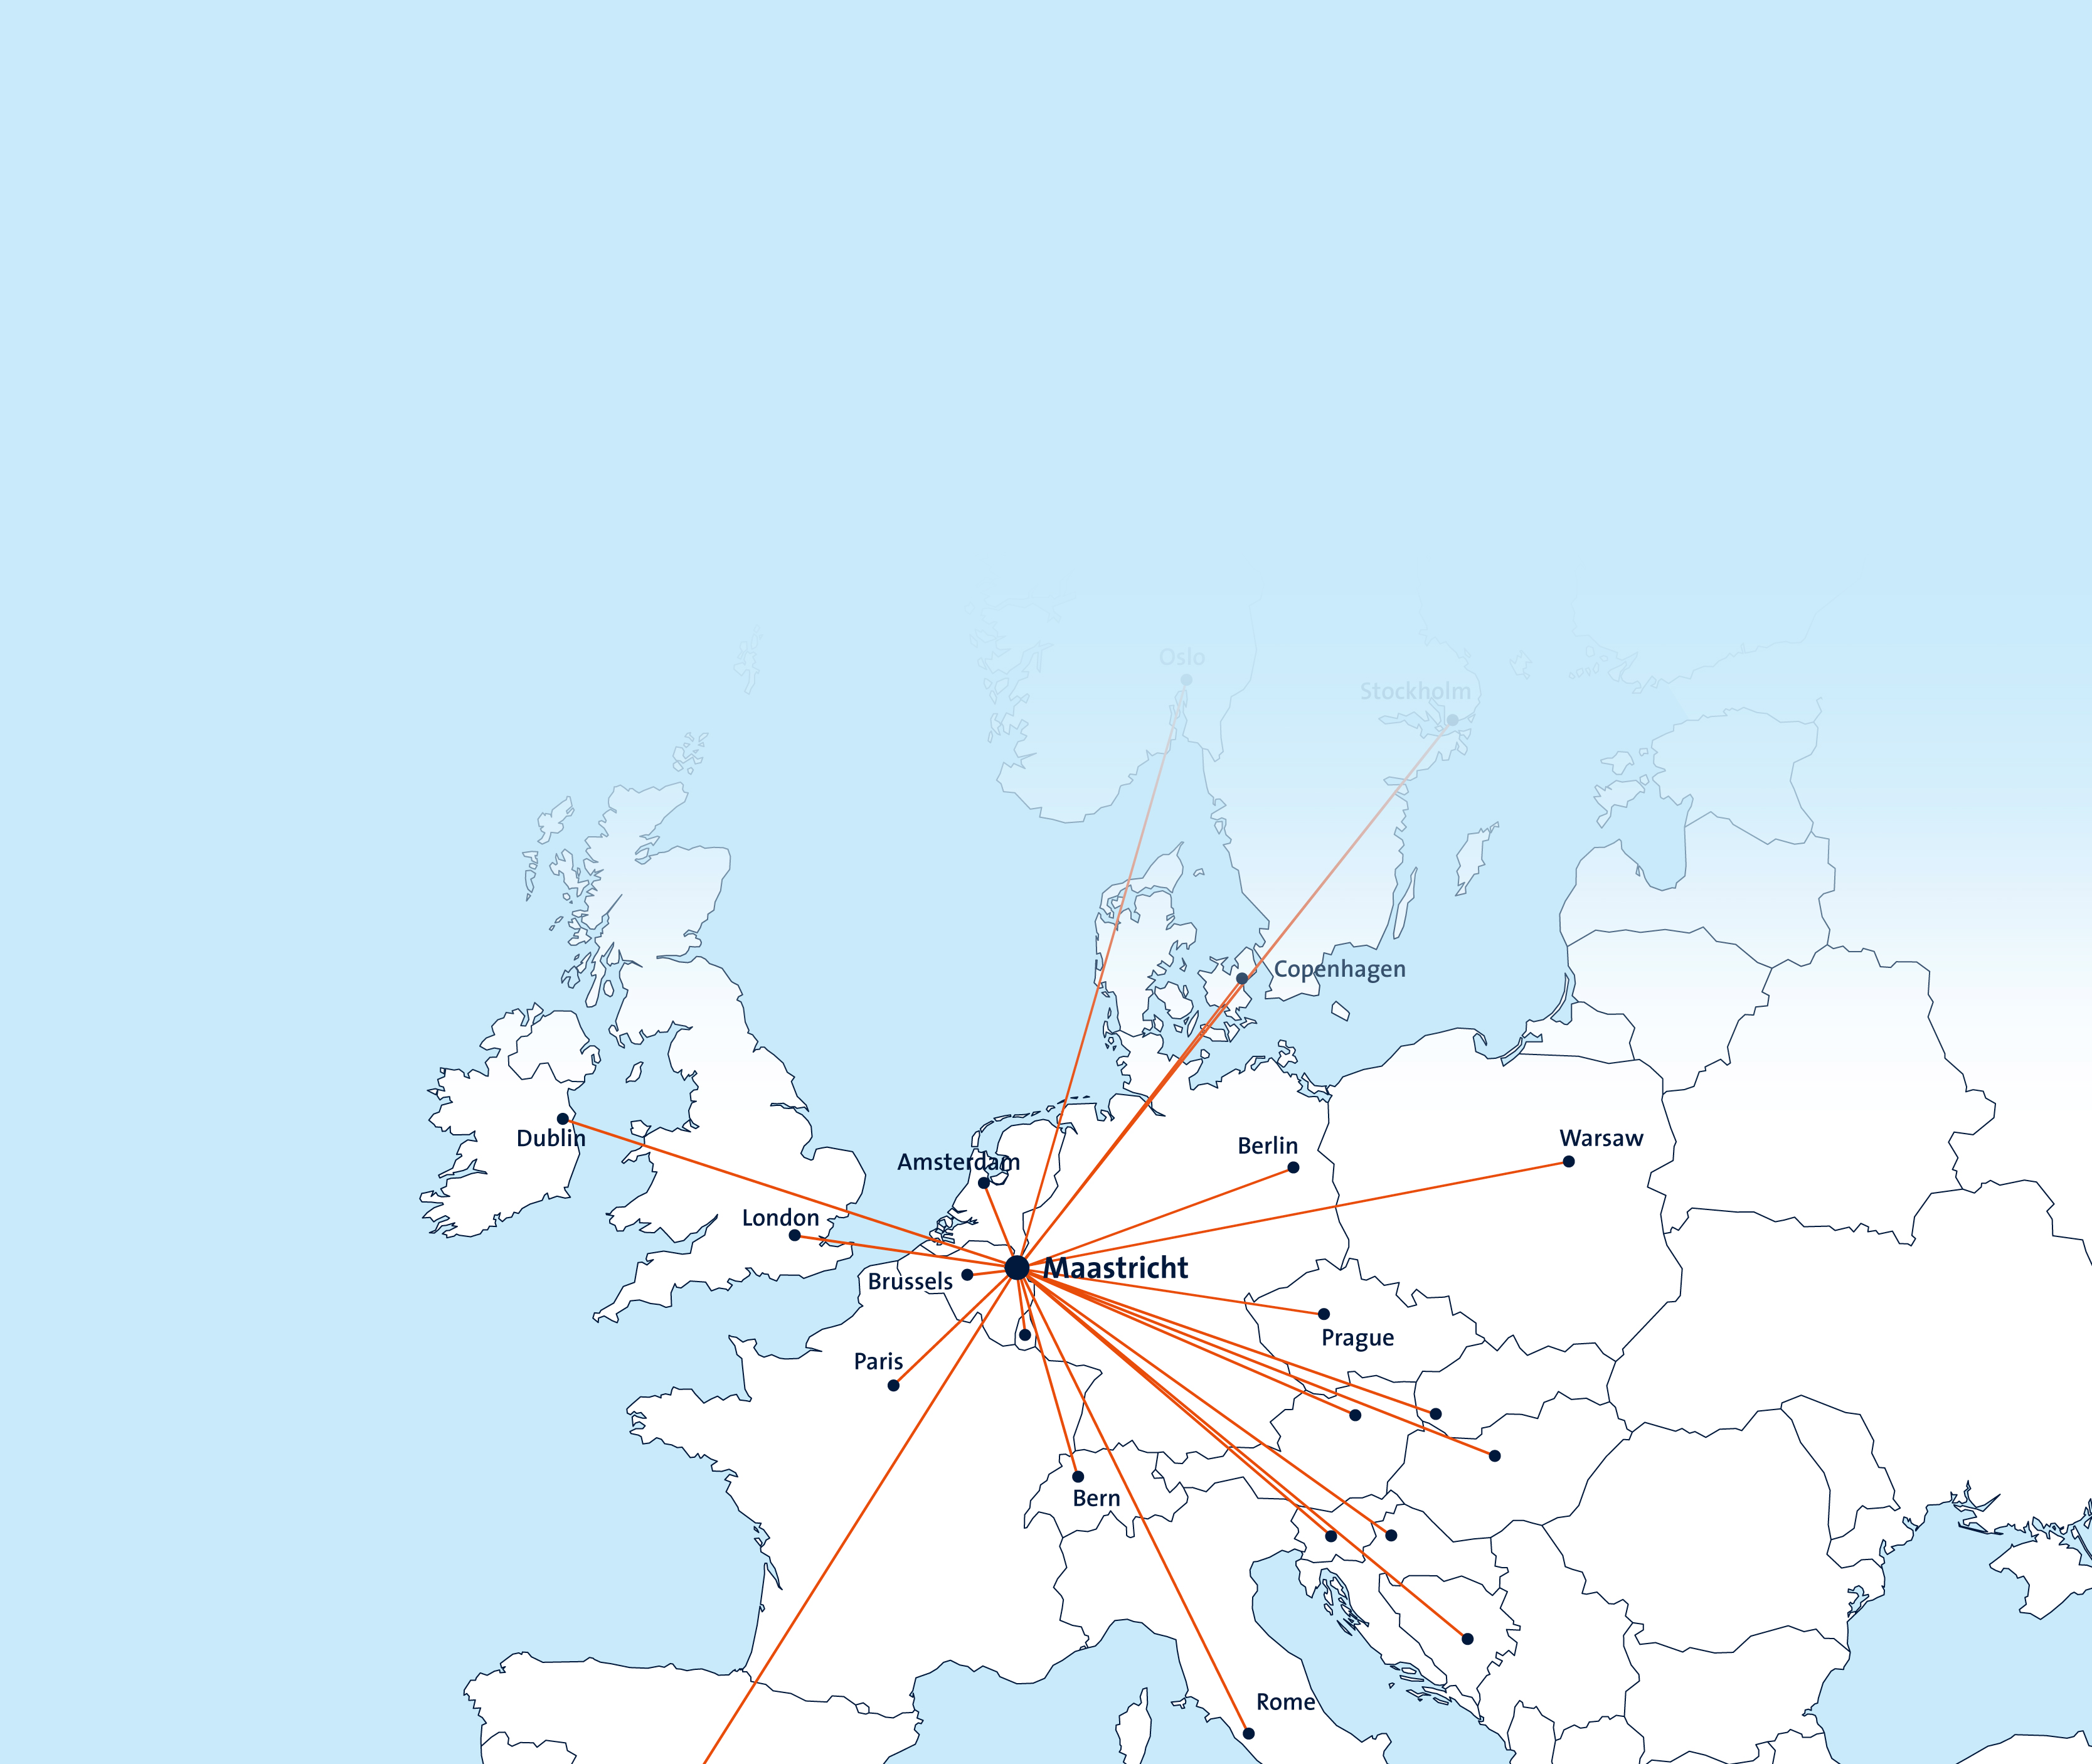 Oslo
Stockholm
Copenhagen
Dublin
Berlin
Warsaw
Amsterdam
London
Maastricht
Brussels
Prague
Paris
Bern
Rome